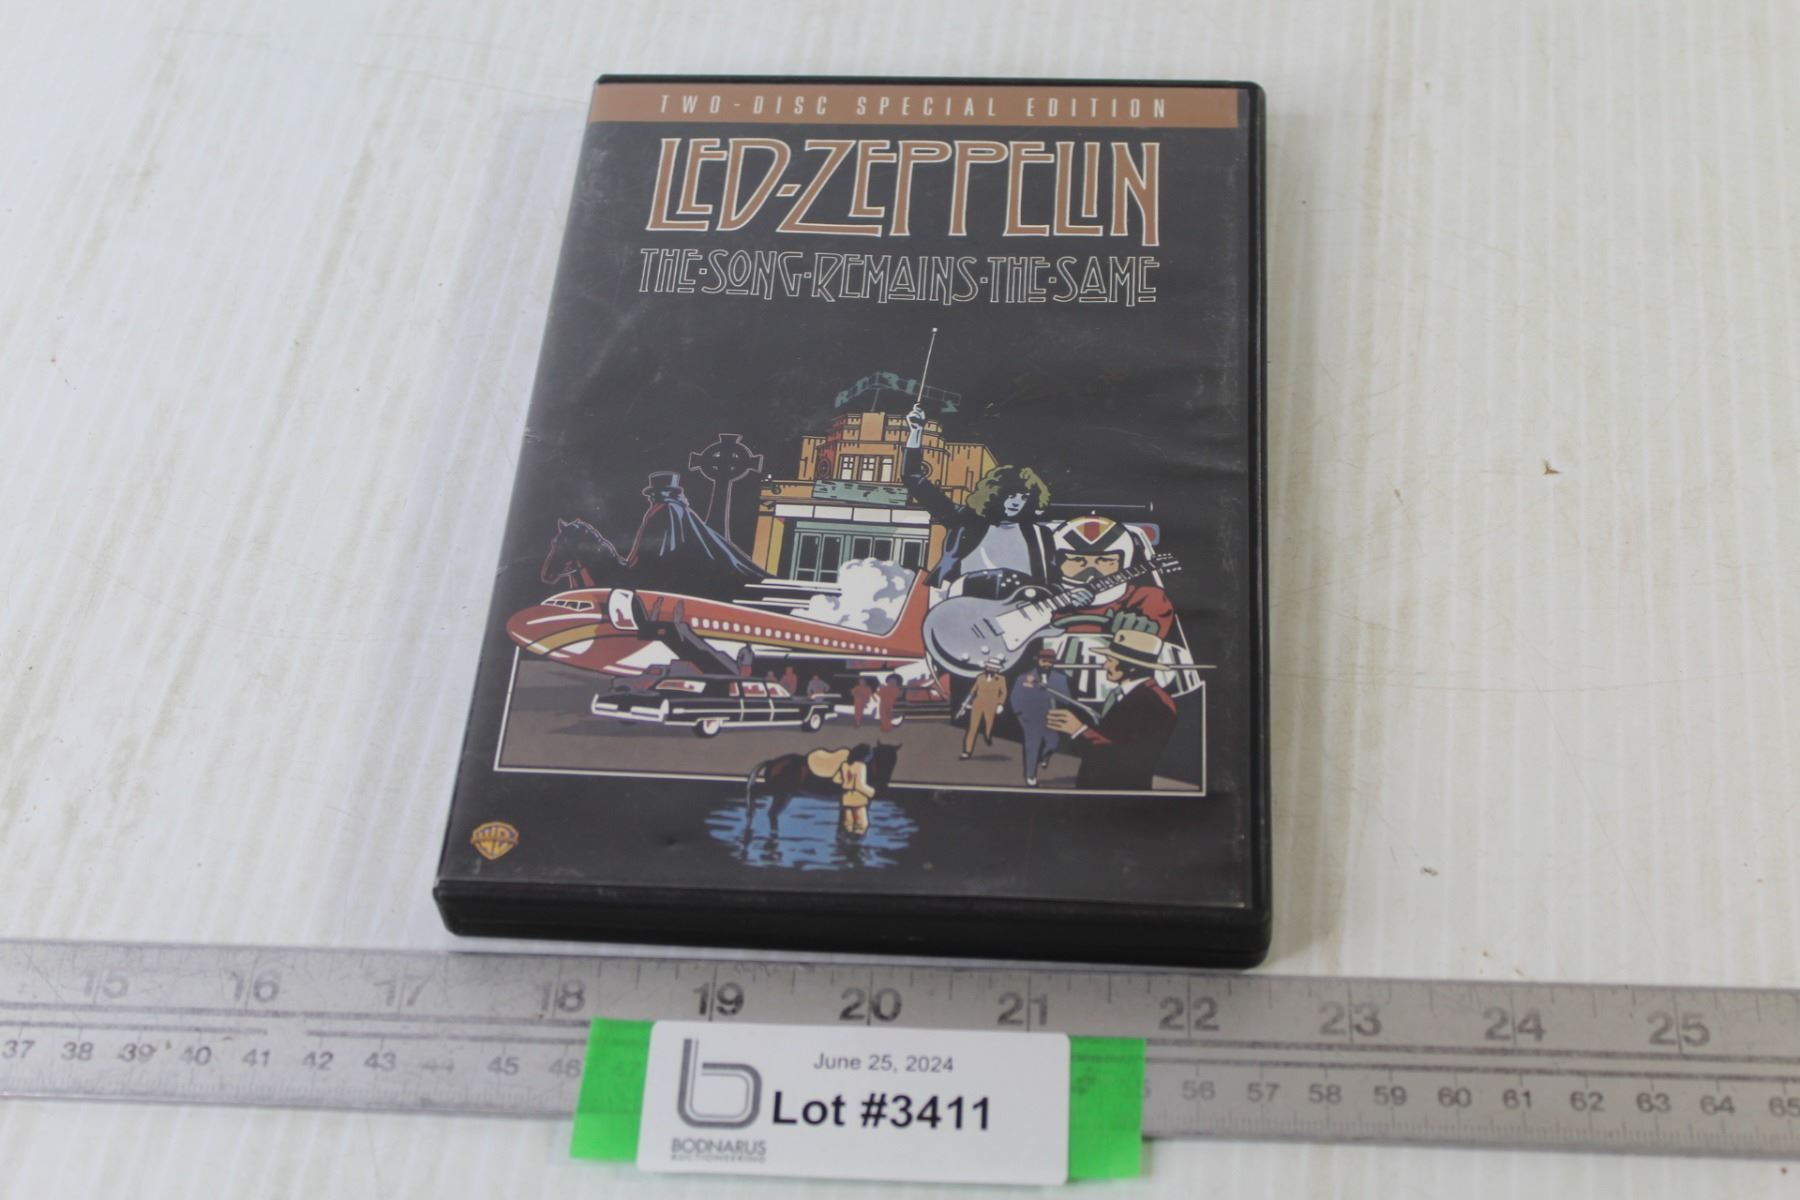 TWO-DISC SPECIAL EDITION
LED-ZEPPELIN
THE·SONG·REMAINS·THE·SAME
WB
15 16 17 18 19 20 21 22 23 24 25
37 38 39 40 41 42 43 44 45 46 56 57 58 59 60 61 62 63 64 65
June 25, 2024
Lot #3411
BODNARUS
AUCTIONEERING